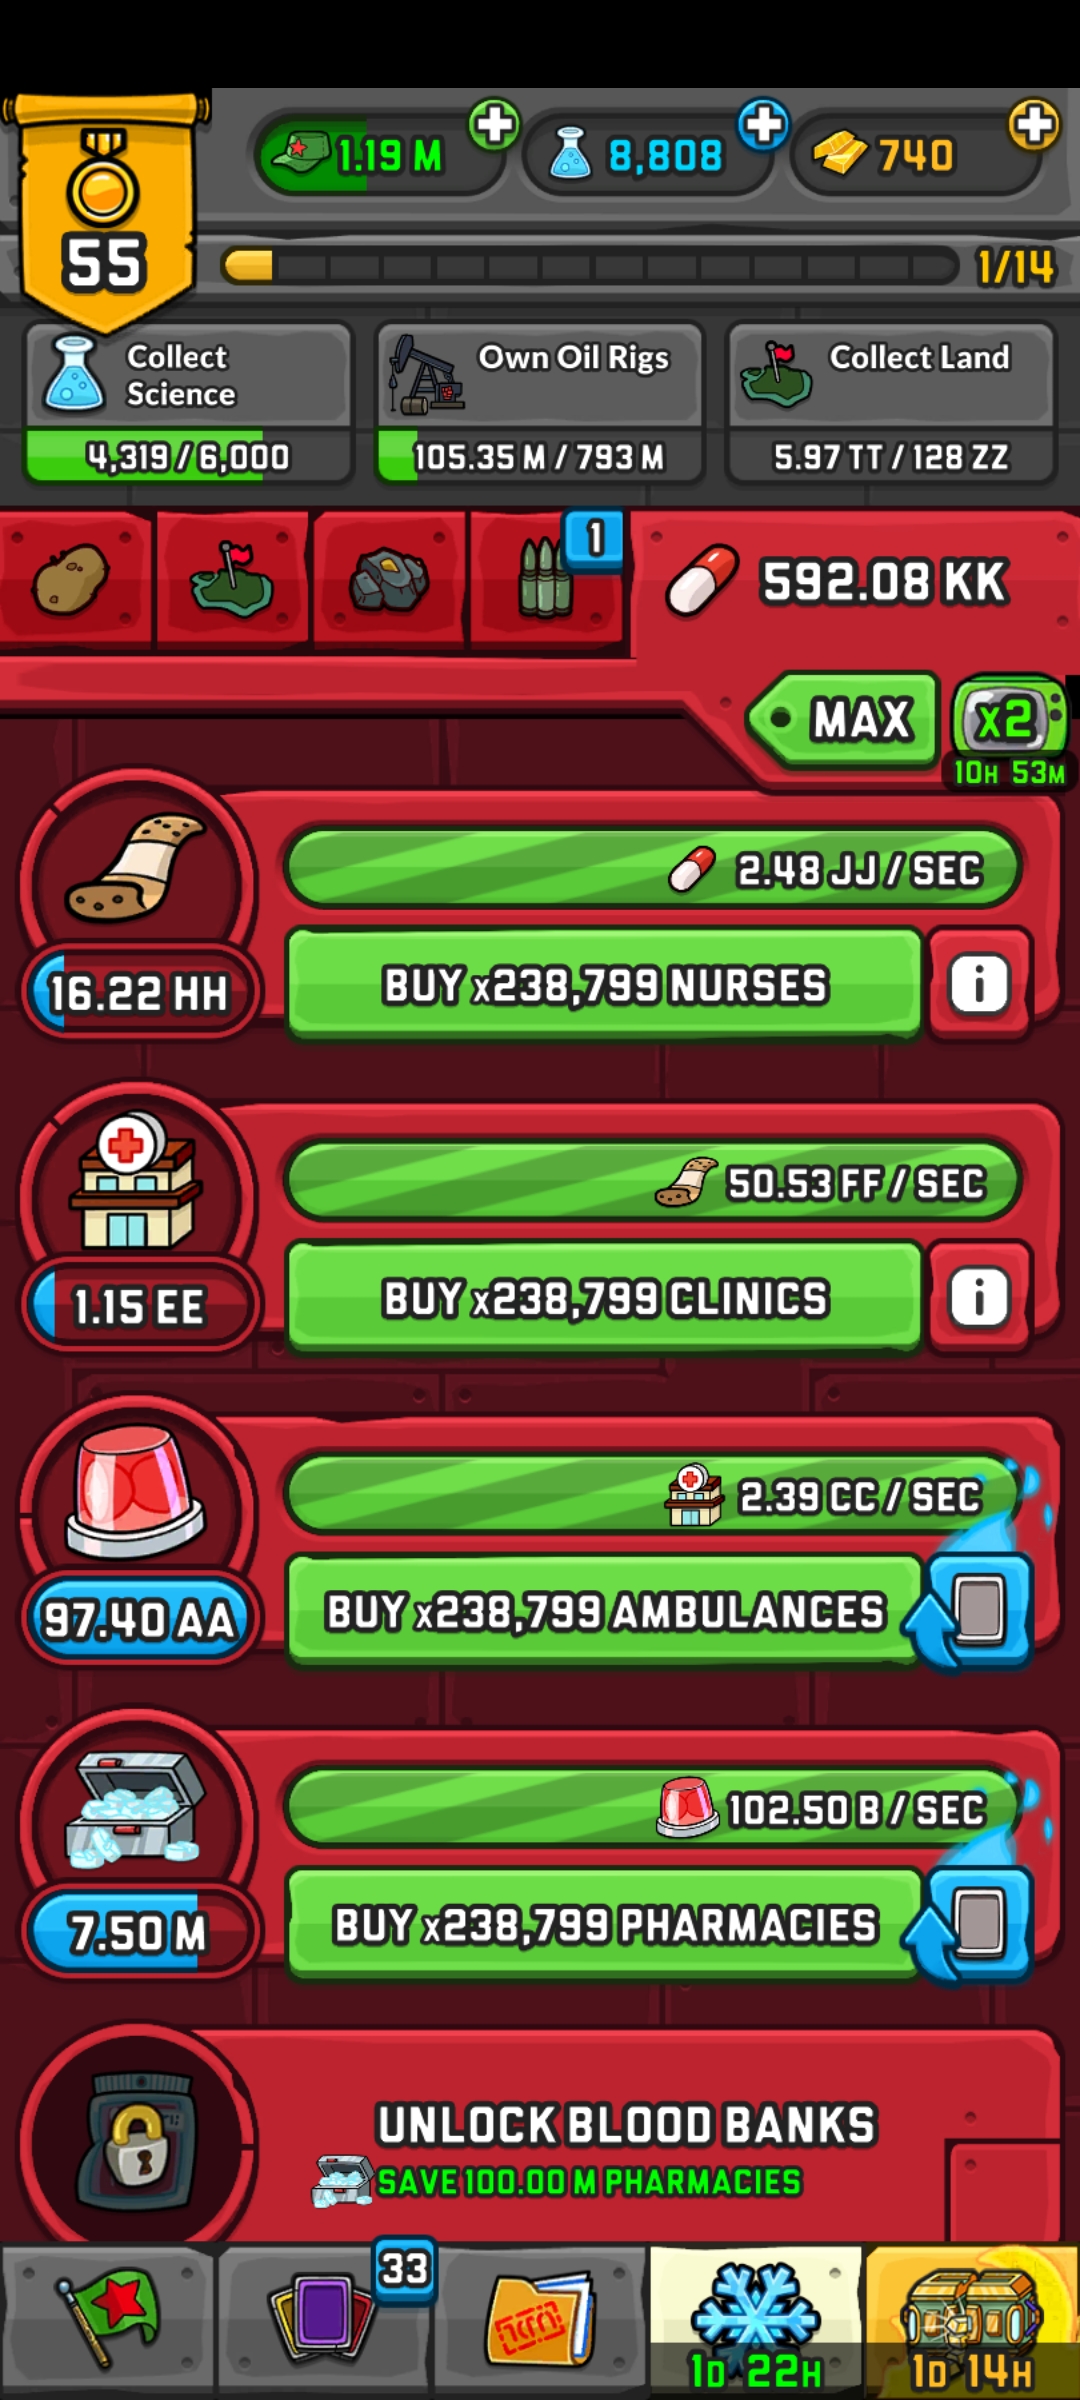 1.19 M
8,808
740
55
1/14
Collect
Science
4,319 / 6,000
Own Oil Rigs
105.35 M / 793 M
Collect Land
5.97 TT / 128 ZZ
1
592.08 KK
MAX
x2
10H 53M
2.48 JJ / SEC
16.22 HH
BUY x238,799 NURSES
i
50.53 FF / SEC
1.15 EE
BUY x238,799 CLINICS
i
2.39 CC / SEC
97.40 AA
BUY x238,799 AMBULANCES
102.50 B / SEC
7.50 M
BUY x238,799 PHARMACIES
UNLOCK BLOOD BANKS
SAVE 100.00 M PHARMACIES
33
1D 22H
1D 14H